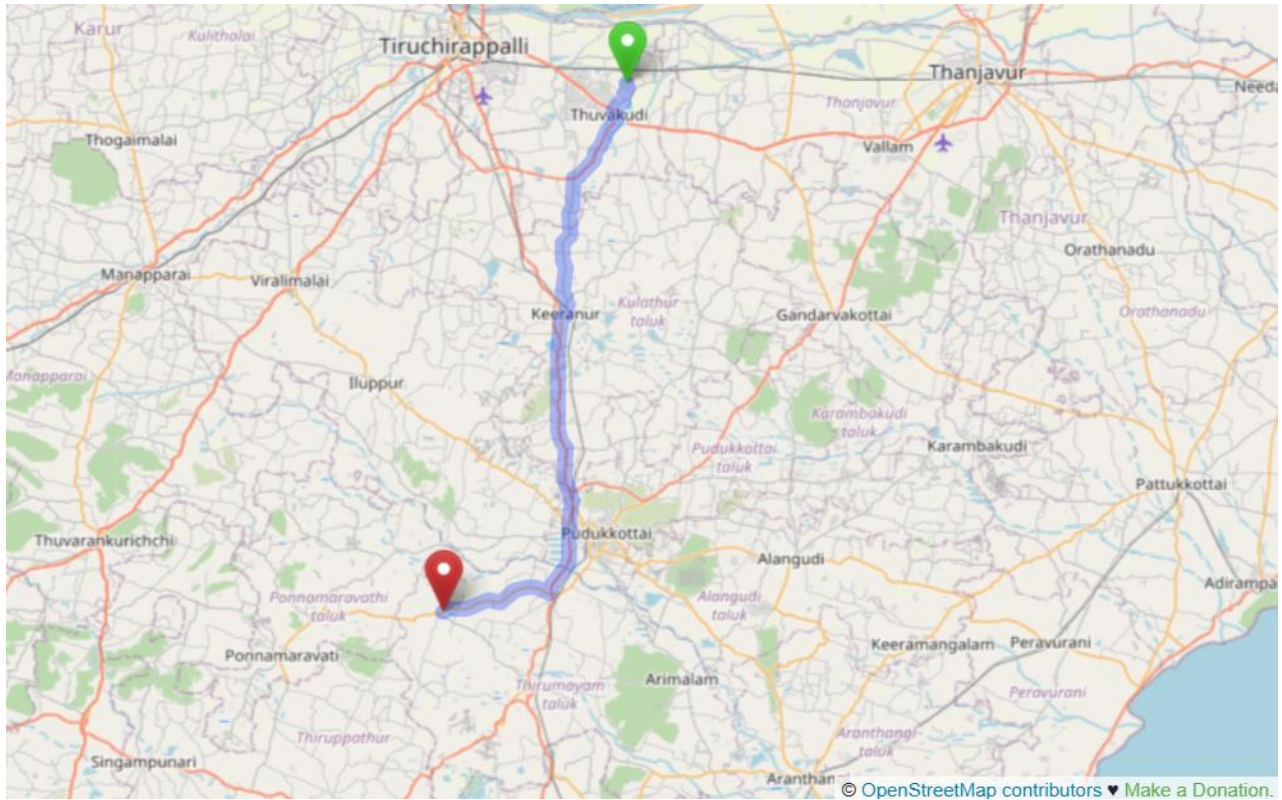 Karur
Kulithalai
Tiruchirappalli
Thanjavur
Needa
Thogaimalai
Thuvakudi
Thanjavur
Vallam
Thanjavur
Orathanadu
Manapparai
Viralimalai
Keeranur
Kulathur
taluk
Gandarvakottai
Orathanadu
Manapparai
Iluppur
Karambakudi
taluk
Karambakudi
Pudukkottai
taluk
Pattukkottai
Thuvarankurichchi
Pudukkottai
Alangudi
Adirampa
Ponnamaravathi
taluk
Alangudi
taluk
Ponnamaravati
Keeramangalam
Peravurani
Arimalam
Thirumayam
taluk
Peravurani
Thiruppathur
Aranthangi
taluk
Singampunari
Aranthang
© OpenStreetMap contributors ♥ Make a Donation.